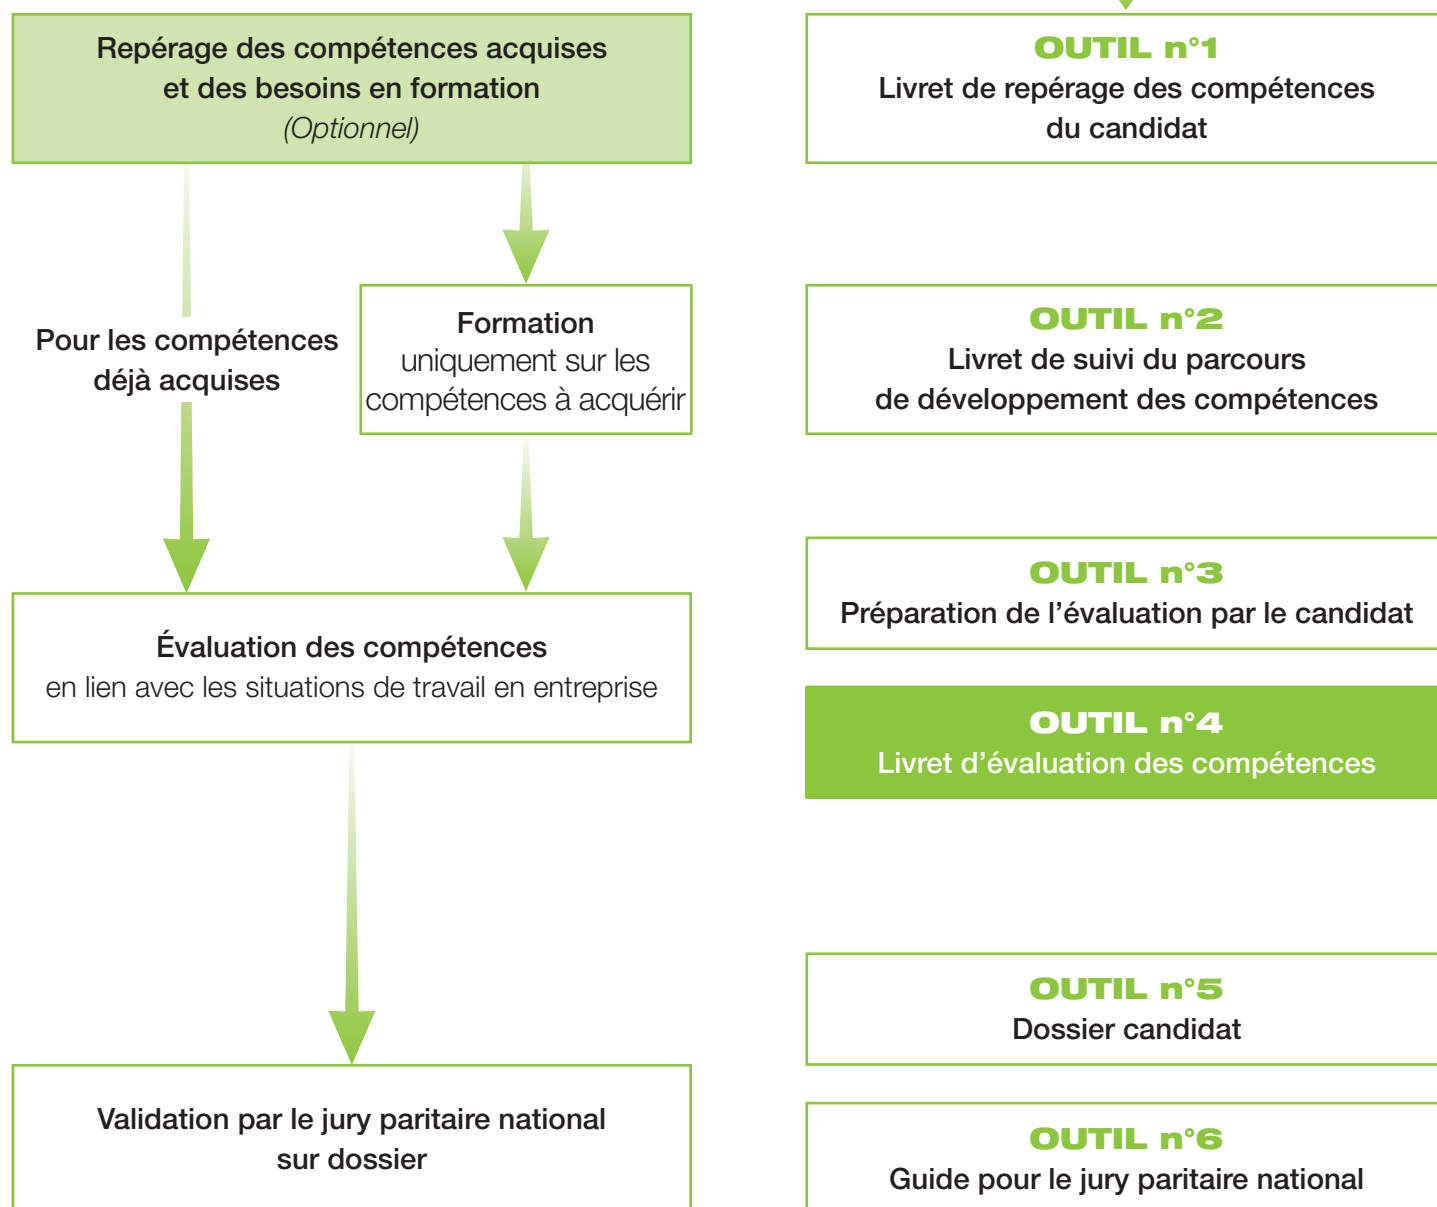 Repérage des compétences acquises
et des besoins en formation
(Optionnel)
OUTIL n°1
Livret de repérage des compétences
du candidat
Pour les compétences
déjà acquises
Formation
uniquement sur les
compétences à acquérir
OUTIL n°2
Livret de suivi du parcours
de développement des compétences
OUTIL n°3
Préparation de l’évaluation par le candidat
Évaluation des compétences
en lien avec les situations de travail en entreprise
OUTIL n°4
Livret d’évaluation des compétences
OUTIL n°5
Dossier candidat
Validation par le jury paritaire national
sur dossier
OUTIL n°6
Guide pour le jury paritaire national